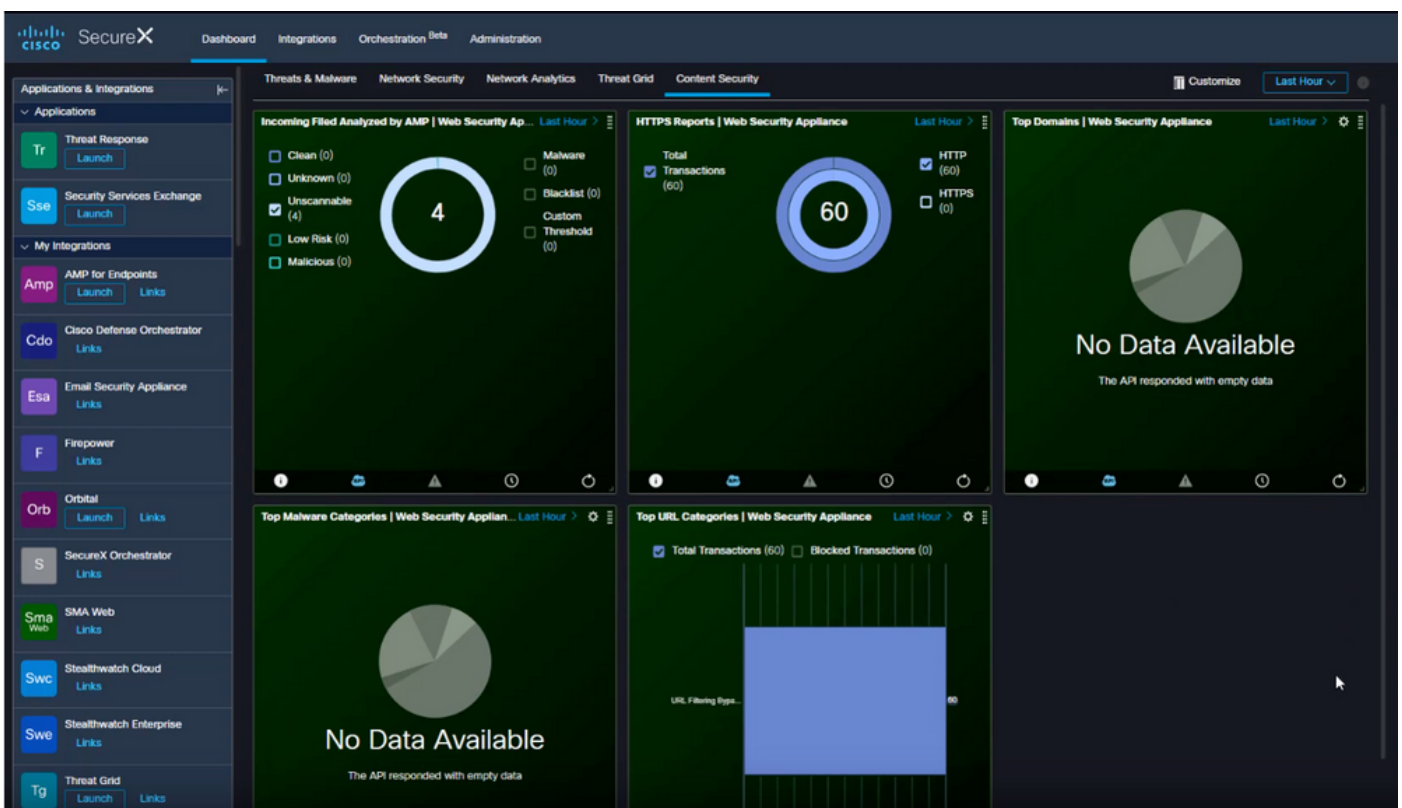 CISCO SecureX Dashboard Integrations Orchestration Beta Administration
Applications & Integrations
Applications
Tr
Threat Response
Launch
Sse
Security Services Exchange
Launch
My Integrations
Amp
AMP for Endpoints
Launch Links
Cdo
Cisco Defense Orchestrator
Links
Esa
Email Security Appliance
Links
F
Firepower
Links
Orb
Orbital
Launch Links
S
SecureX Orchestrator
Links
Sma
Web
SMA Web
Links
Swc
Stealthwatch Cloud
Links
Swe
Stealthwatch Enterprise
Links
Tg
Threat Grid
Launch Links
Threats & Malware Network Security Network Analytics Threat Grid Content Security
Customize Last Hour
Incoming Filed Analyzed by AMP | Web Security Ap... Last Hour >
Clean (0)
Unknown (0)
Unscannable
(4)
Low Risk (0)
Malicious (0)
4
Malware
(0)
Blacklist (0)
Custom
Threshold
(0)
HTTPS Reports | Web Security Appliance Last Hour >
Total
Transactions
(60)
60
HTTP
(60)
HTTPS
(0)
Top Domains | Web Security Appliance Last Hour >
No Data Available
The API responded with empty data
Top Malware Categories | Web Security Applian... Last Hour >
No Data Available
The API responded with empty data
Top URL Categories | Web Security Appliance Last Hour >
Total Transactions (60) Blocked Transactions (0)
URL Filtering Bypa...
60